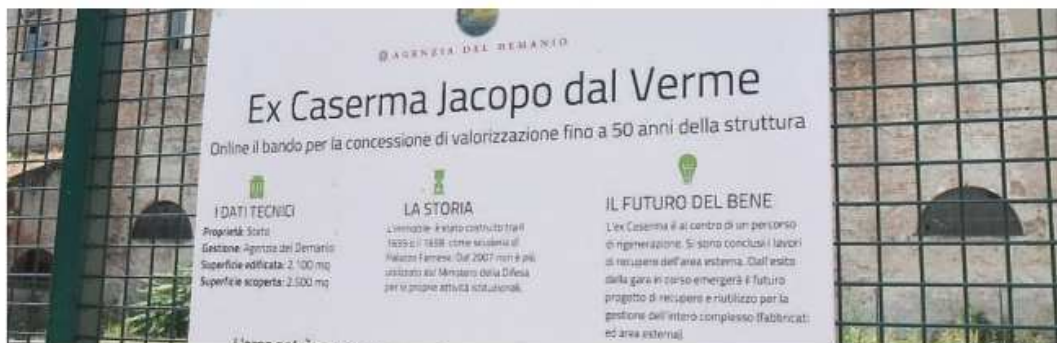 AGENZIA DEL DEMANIO
Ex Caserma Jacopo dal Verme
Online il bando per la concessione di valorizzazione fino a 50 anni della struttura
I DATI TECNICI
Proprietà: Stato
Gestione: Agenzia del Demanio
Superficie edificata: 2.100 mq
Superficie scoperta: 2.500 mq
LA STORIA
L'immobile è stato costruito tra il
e il come scuderia di
Palazzo Farnese. Dal 2007 non è più
utilizzato dal Ministero della Difesa
per le proprie attività istituzionali.
IL FUTURO DEL BENE
L'ex Caserma è al centro di un percorso
di rigenerazione. Si sono conclusi i lavori
di recupero dell'area esterna. Dall'esito
della gara in corso emergerà il futuro
progetto di recupero e riutilizzo per la
gestione dell'intero complesso (fabbricati
ed area esterna).